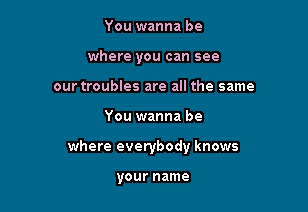 You wanna be
where you can see
our troubles are all the same
You wanna be
where everybody knows
your name